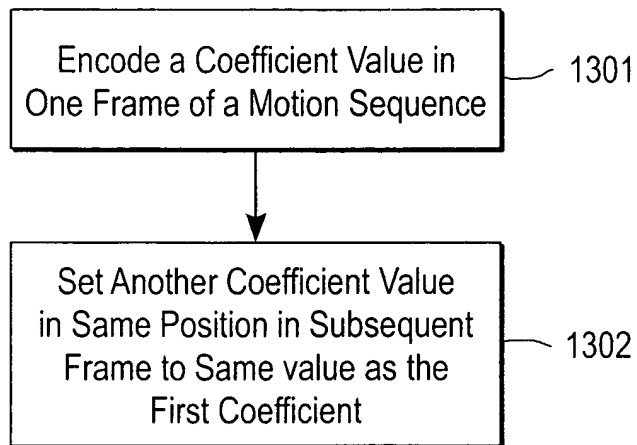 Encode a Coefficient Value in
One Frame of a Motion Sequence
1301
Set Another Coefficient Value
in Same Position in Subsequent
Frame to Same value as the
First Coefficient
1302